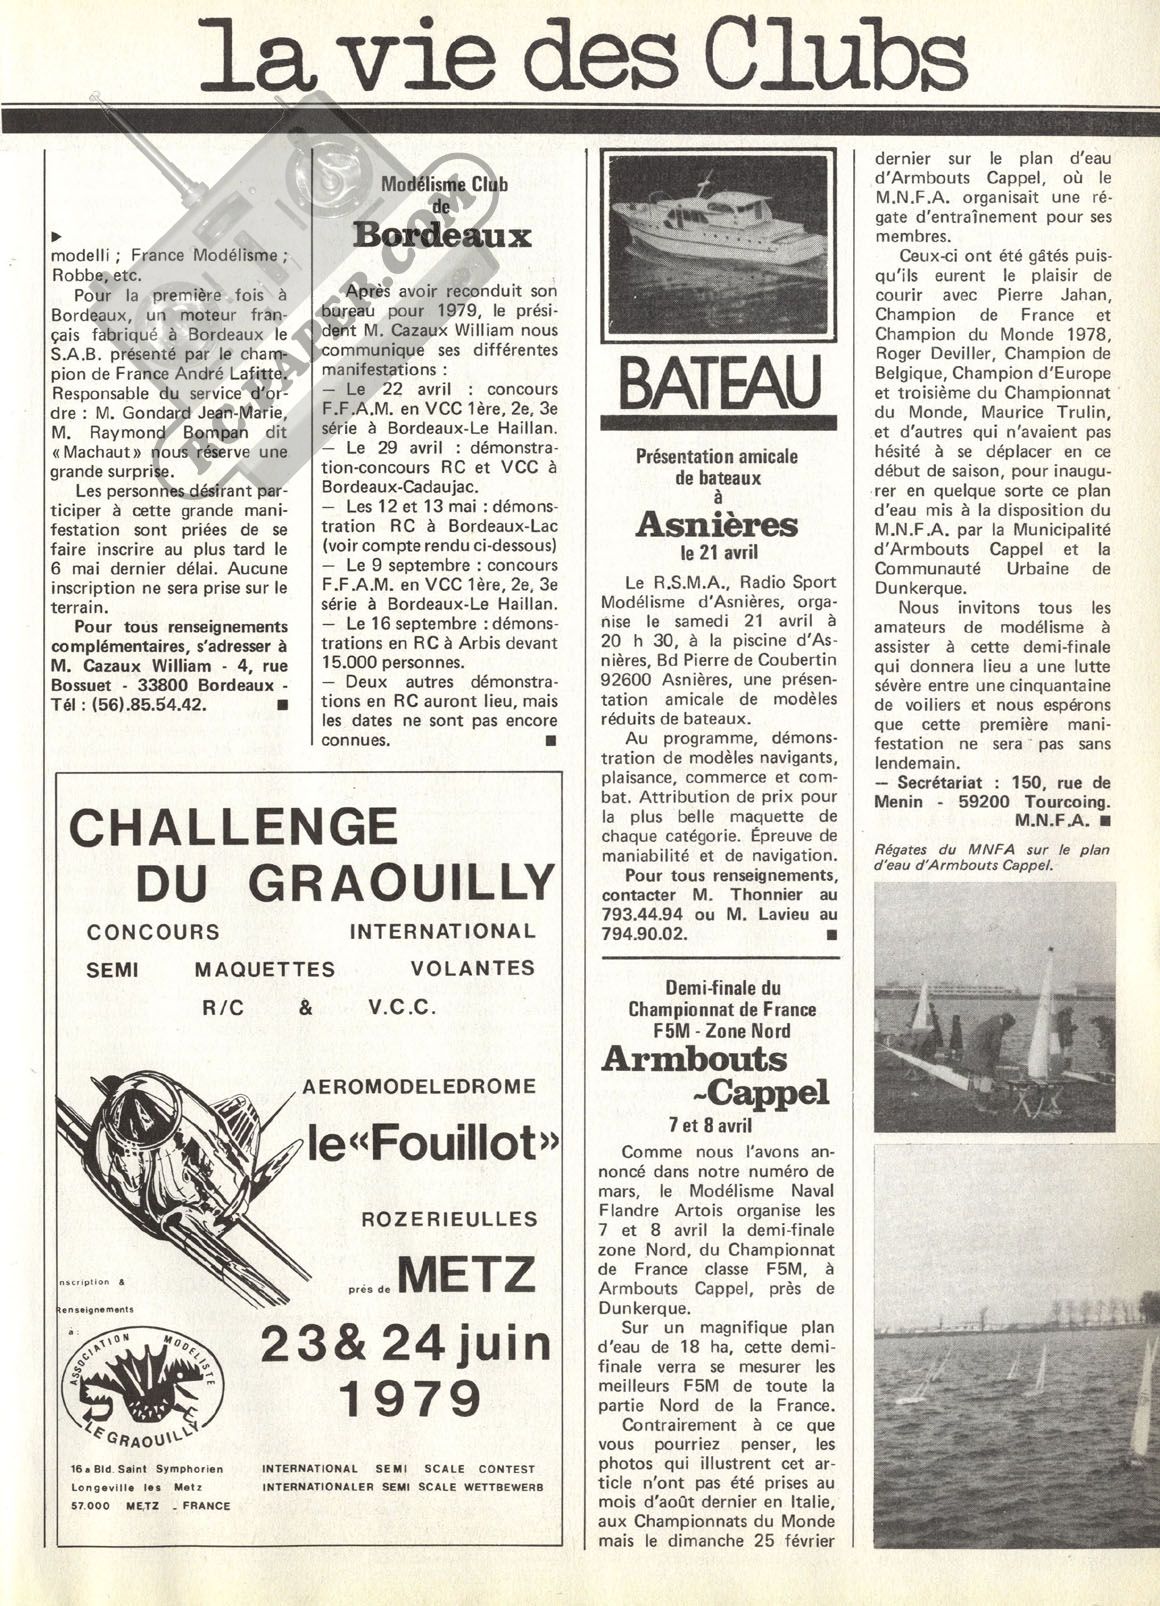 la vie des Clubs
▶
modelli ; France Modélisme ;
Robbe, etc.
Pour la première fois à
Bordeaux, un moteur fran-
çais fabriqué à Bordeaux le
S.A.B. présenté par le cham-
pion de France André Lafitte.
Responsable du service d'or-
dre : M. Gondard Jean-Marie,
M. Raymond Bompan dit
«Machaut» nous réserve une
grande surprise.
Les personnes désirant par-
ticiper à cette grande mani-
festation sont priées de se
faire inscrire au plus tard le
6 mai dernier délai. Aucune
inscription ne sera prise sur le
terrain.
Pour tous renseignements
complémentaires, s'adresser à
M. Cazaux William - 4, rue
Bossuet - 33800 Bordeaux -
Tél : (56).85.54.42. ■
Modélisme Club
de
Bordeaux
Après avoir reconduit son
bureau pour 1979, le prési-
dent M. Cazaux William nous
communique ses différentes
manifestations :
— Le 22 avril : concours
F.F.A.M. en VCC 1ère, 2e, 3e
série à Bordeaux-Le Haillan.
— Le 29 avril : démonstra-
tion-concours RC et VCC à
Bordeaux-Cadaujac.
— Les 12 et 13 mai : démons-
tration RC à Bordeaux-Lac
(voir compte rendu ci-dessous)
— Le 9 septembre : concours
F.F.A.M. en VCC 1ère, 2e, 3e
série à Bordeaux-Le Haillan.
— Le 16 septembre : démons-
trations en RC à Arbis devant
15.000 personnes.
— Deux autres démonstra-
tions en RC auront lieu, mais
les dates ne sont pas encore
connues. ■
RC-PAPER.COM
CHALLENGE
DU GRAOUILLY
CONCOURS INTERNATIONAL
SEMI MAQUETTES VOLANTES
R/C & V.C.C.
AEROMODELEDROME
le «Fouillot»
ROZERIEULLES
prés de METZ
23 & 24 juin
1979
nscription &
Renseignements
à :
ASSOCIATION MODELISTE
LE GRAOUILLY
16a Bld. Saint Symphorien
Longeville les Metz
57.000 METZ - FRANCE
INTERNATIONAL SEMI SCALE CONTEST
INTERNATIONALER SEMI SCALE WETTBEWERB
BATEAU
Présentation amicale
de bateaux
à
Asnières
le 21 avril
Le R.S.M.A., Radio Sport
Modélisme d'Asnières, orga-
nise le samedi 21 avril à
20 h 30, à la piscine d'As-
nières, Bd Pierre de Coubertin
92600 Asnières, une présen-
tation amicale de modèles
réduits de bateaux.
Au programme, démons-
tration de modèles navigants,
plaisance, commerce et com-
bat. Attribution de prix pour
la plus belle maquette de
chaque catégorie. Épreuve de
maniabilité et de navigation.
Pour tous renseignements,
contacter M. Thonnier au
793.44.94 ou M. Lavieu au
794.90.02. ■
Demi-finale du
Championnat de France
F5M - Zone Nord
Armbouts
~Cappel
7 et 8 avril
Comme nous l'avons an-
noncé dans notre numéro de
mars, le Modélisme Naval
Flandre Artois organise les
7 et 8 avril la demi-finale
zone Nord, du Championnat
de France classe F5M, à
Armbouts Cappel, près de
Dunkerque.
Sur un magnifique plan
d'eau de 18 ha, cette demi-
finale verra se mesurer les
meilleurs F5M de toute la
partie Nord de la France.
Contrairement à ce que
vous pourriez penser, les
photos qui illustrent cet ar-
ticle n'ont pas été prises au
mois d'août dernier en Italie,
aux Championnats du Monde
mais le dimanche 25 février
dernier sur le plan d'eau
d'Armbouts Cappel, où le
M.N.F.A. organisait une ré-
gate d'entraînement pour ses
membres.
Ceux-ci ont été gâtés puis-
qu'ils eurent le plaisir de
courir avec Pierre Jahan,
Champion de France et
Champion du Monde 1978,
Roger Deviller, Champion de
Belgique, Champion d'Europe
et troisième du Championnat
du Monde, Maurice Trulin,
et d'autres qui n'avaient pas
hésité à se déplacer en ce
début de saison, pour inaugu-
rer en quelque sorte ce plan
d'eau mis à la disposition du
M.N.F.A. par la Municipalité
d'Armbouts Cappel et la
Communauté Urbaine de
Dunkerque.
Nous invitons tous les
amateurs de modélisme à
assister à cette demi-finale
qui donnera lieu a une lutte
sévère entre une cinquantaine
de voiliers et nous espérons
que cette première mani-
festation ne sera pas sans
lendemain.
— Secrétariat : 150, rue de
Menin - 59200 Tourcoing.
M.N.F.A. ■
Régates du MNFA sur le plan
d'eau d'Armbouts Cappel.